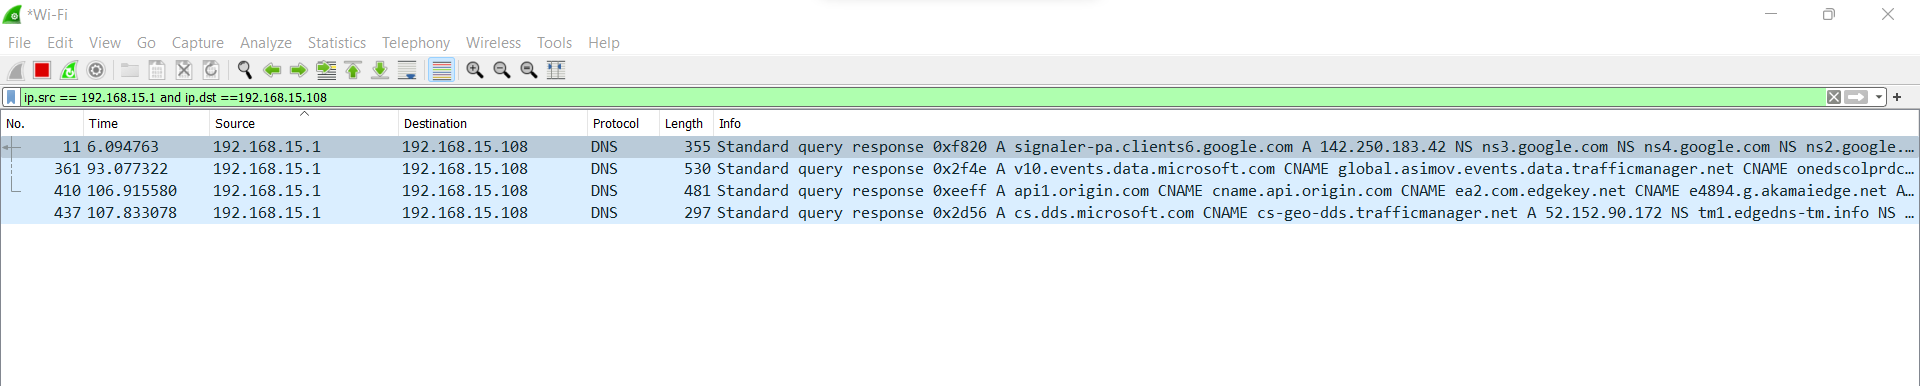 *Wi-Fi
File Edit View Go Capture Analyze Statistics Telephony Wireless Tools Help
ip.src == 192.168.15.1 and ip.dst ==192.168.15.108
No. Time Source Destination Protocol Length Info
11 6.094763 192.168.15.1 192.168.15.108 DNS 355 Standard query response 0xf820 A signaler-pa.clients6.google.com A 142.250.183.42 NS ns3.google.com NS ns4.google.com NS ns2.google.…
361 93.077322 192.168.15.1 192.168.15.108 DNS 530 Standard query response 0x2f4e A v10.events.data.microsoft.com CNAME global.asimov.events.data.trafficmanager.net CNAME onedscolprdc…
410 106.915580 192.168.15.1 192.168.15.108 DNS 481 Standard query response 0xeeff A api1.origin.com CNAME cname.api.origin.com CNAME ea2.com.edgekey.net CNAME e4894.g.akamaiedge.net A…
437 107.833078 192.168.15.1 192.168.15.108 DNS 297 Standard query response 0x2d56 A cs.dds.microsoft.com CNAME cs-geo-dds.trafficmanager.net A 52.152.90.172 NS tm1.edgedns-tm.info NS …